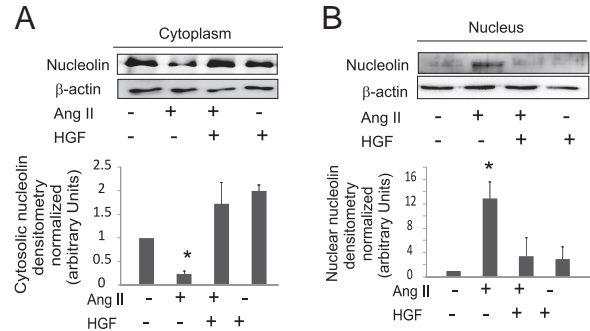 A
Cytoplasm
Nucleolin
β-actin
Ang II - + + -
HGF - - + +
Cytosolic nucleolin
densitometry
normalized
(arbitrary Units)
2.5
2
1.5
1
0.5
0
*
Ang II - + + -
HGF - - + +
B
Nucleus
Nucleolin
β-actin
Ang II - + + -
HGF - - + +
Nuclear nucleolin
densitometry
normalized
(arbitrary Units)
16
12
8
4
0
*
Ang II - + + -
HGF - - + +